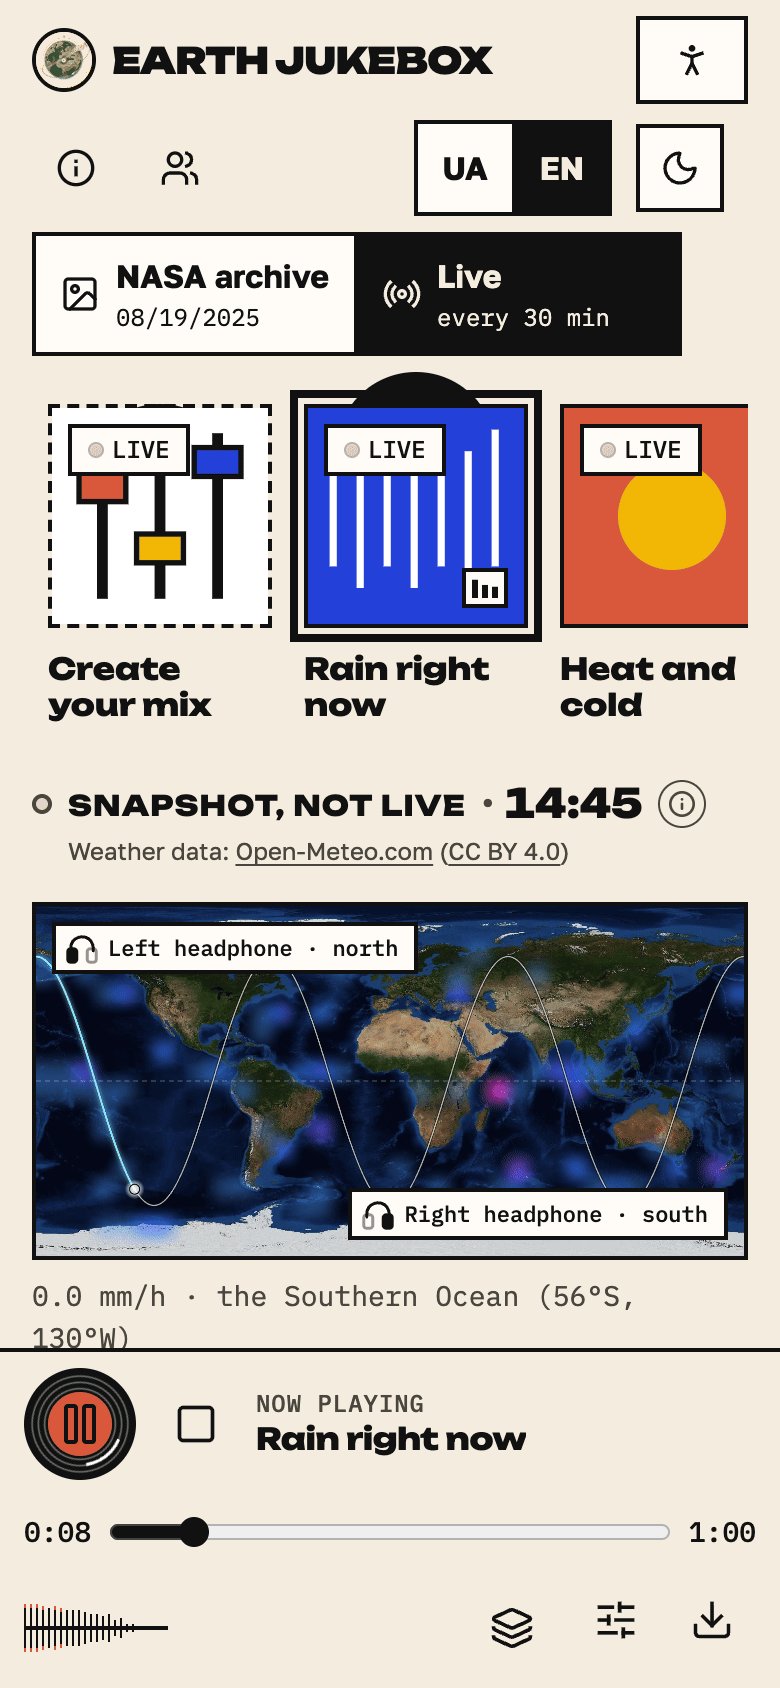 EARTH JUKEBOX
UA EN
NASA archive
08/19/2025
Live
every 30 min
LIVE
LIVE
LIVE
Create
your mix
Rain right
now
Heat and
cold
SNAPSHOT, NOT LIVE • 14:45
Weather data: Open-Meteo.com (CC BY 4.0)
Left headphone · north
Right headphone · south
0.0 mm/h · the Southern Ocean (56°S,
130°W)
NOW PLAYING
Rain right now
0:08
1:00